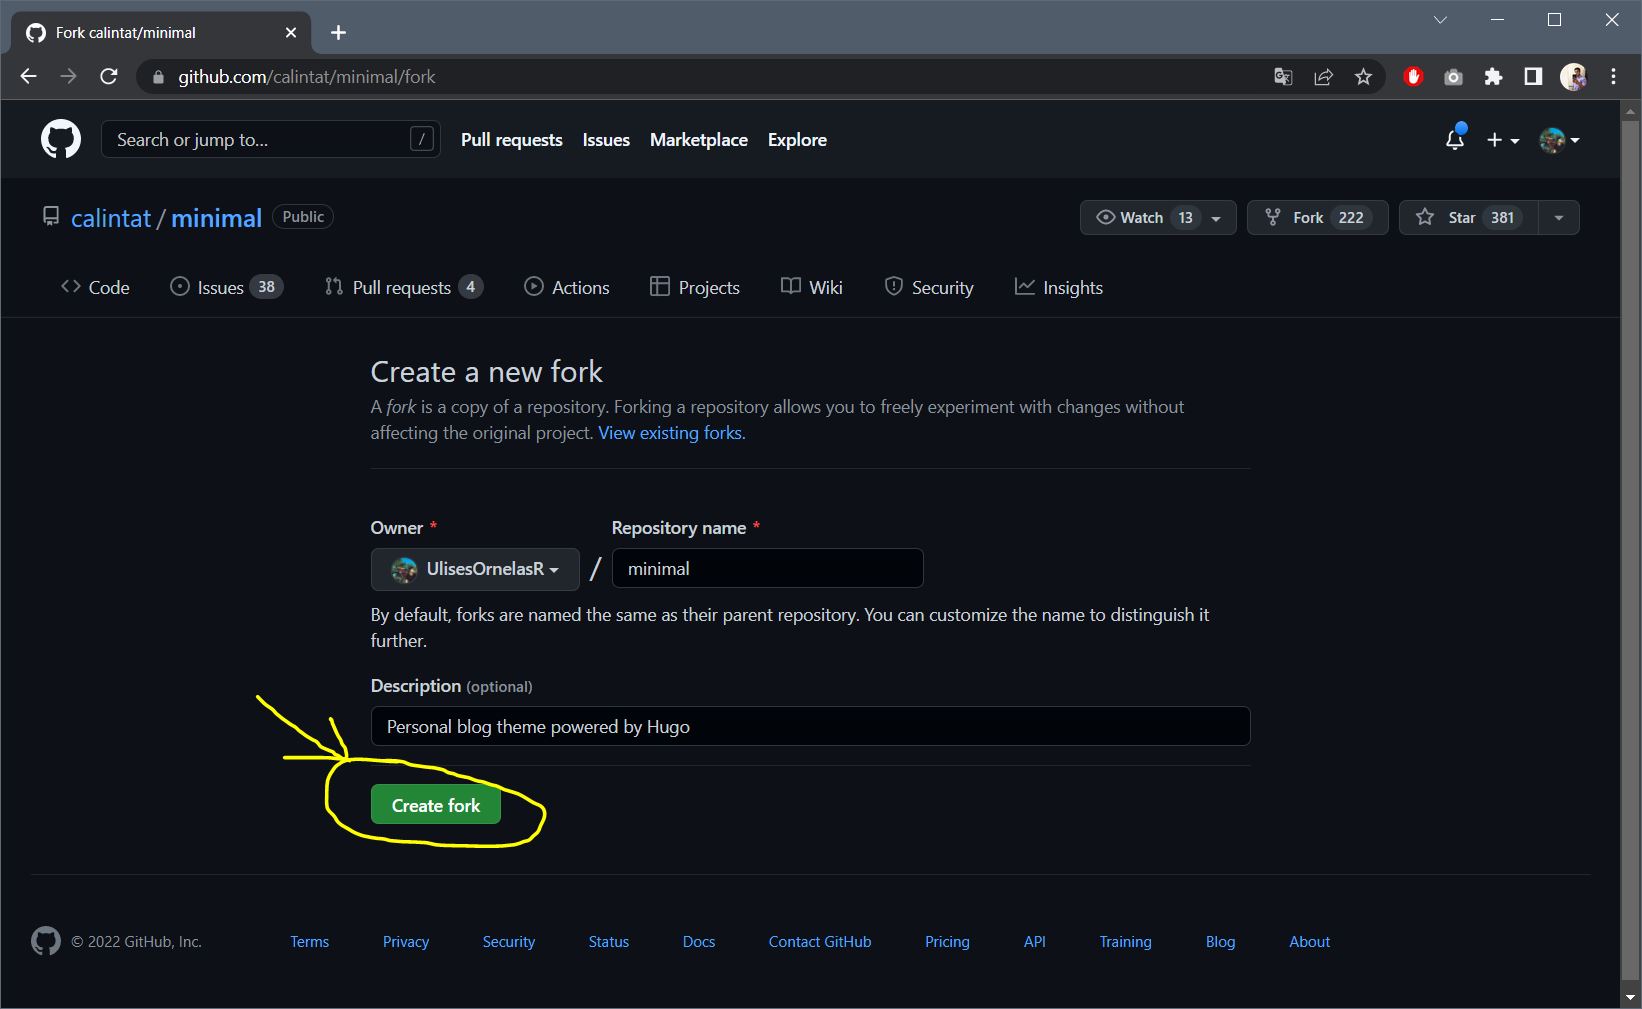 Fork calintat/minimal
github.com/calintat/minimal/fork
Search or jump to... /
Pull requests Issues Marketplace Explore
calintat / minimal Public
Watch 13 Fork 222 Star 381
Code Issues 38 Pull requests 4 Actions Projects Wiki Security Insights
Create a new fork
A fork is a copy of a repository. Forking a repository allows you to freely experiment with changes without
affecting the original project. View existing forks.
Owner * Repository name *
UlisesOrnelasR / minimal
By default, forks are named the same as their parent repository. You can customize the name to distinguish it
further.
Description (optional)
Personal blog theme powered by Hugo
Create fork
© 2022 GitHub, Inc. Terms Privacy Security Status Docs Contact GitHub Pricing API Training Blog About